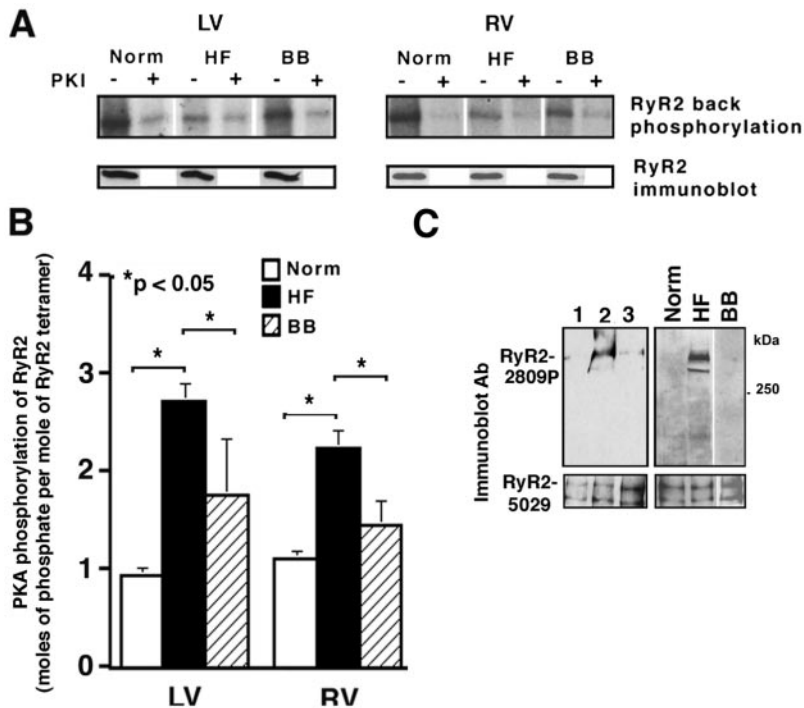 A
LV
RV
Norm HF BB
Norm HF BB
PKI - + - + - +
- + - + - +
RyR2 back
phosphorylation
RyR2
immunoblot
B
PKA phosphorylation of RyR2
(moles of phosphate per mole of RyR2 tetramer)
4
3
2
1
0
*p < 0.05
Norm
HF
BB
* *
* *
LV RV
C
1 2 3
Norm HF BB
Immunoblot Ab
RyR2-
2809P
kDa
250
RyR2-
5029